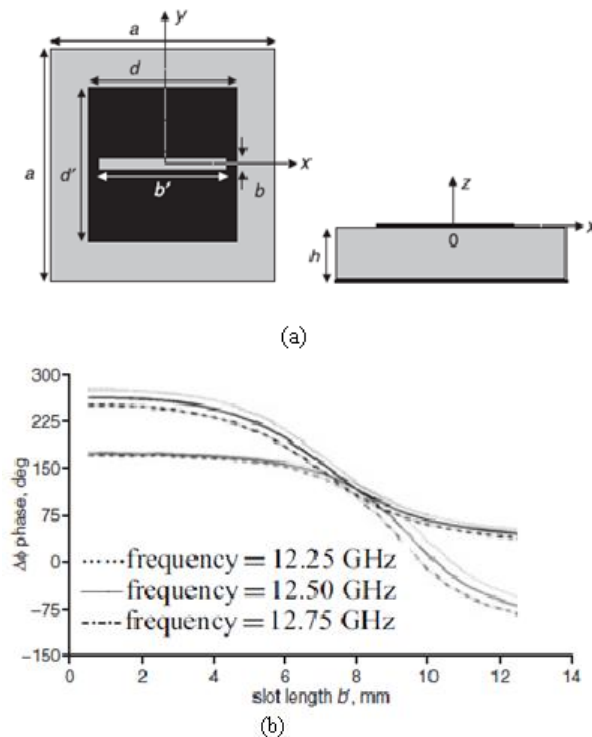 a
y
d
x
a
d'
b'
b
z
x
h
0
(a)
300
225
150
75
0
−75
−150
Δϕ phase, deg
frequency = 12.25 GHz
frequency = 12.50 GHz
frequency = 12.75 GHz
0 2 4 6 8 10 12 14
slot length b', mm
(b)